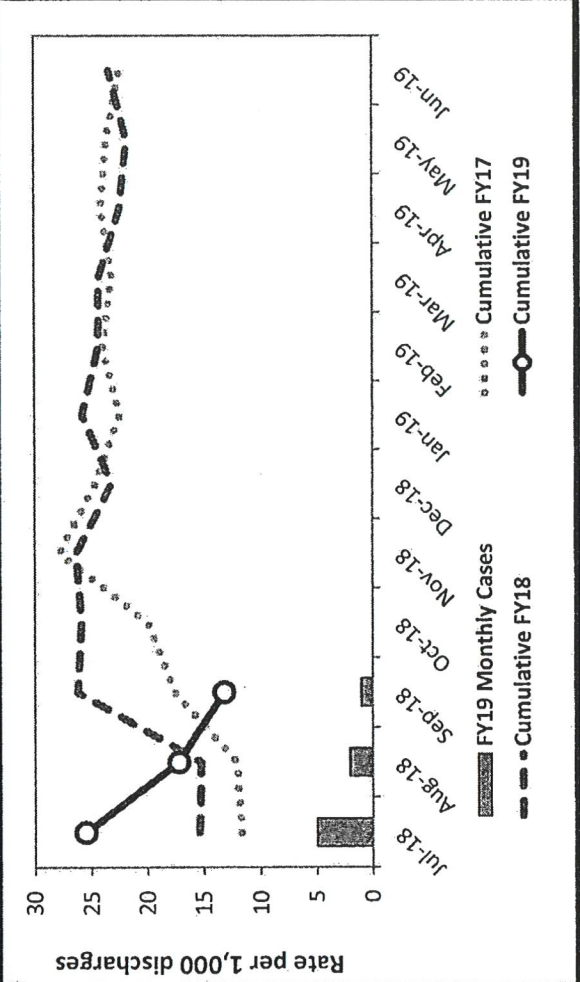 Rate per 1,000 discharges
30
25
20
15
10
5
0
Jul-18
Aug-18
Sep-18
Oct-18
Nov-18
Dec-18
Jan-19
Feb-19
Mar-19
Apr-19
May-19
Jun-19
FY19 Monthly Cases
Cumulative FY17
Cumulative FY18
Cumulative FY19